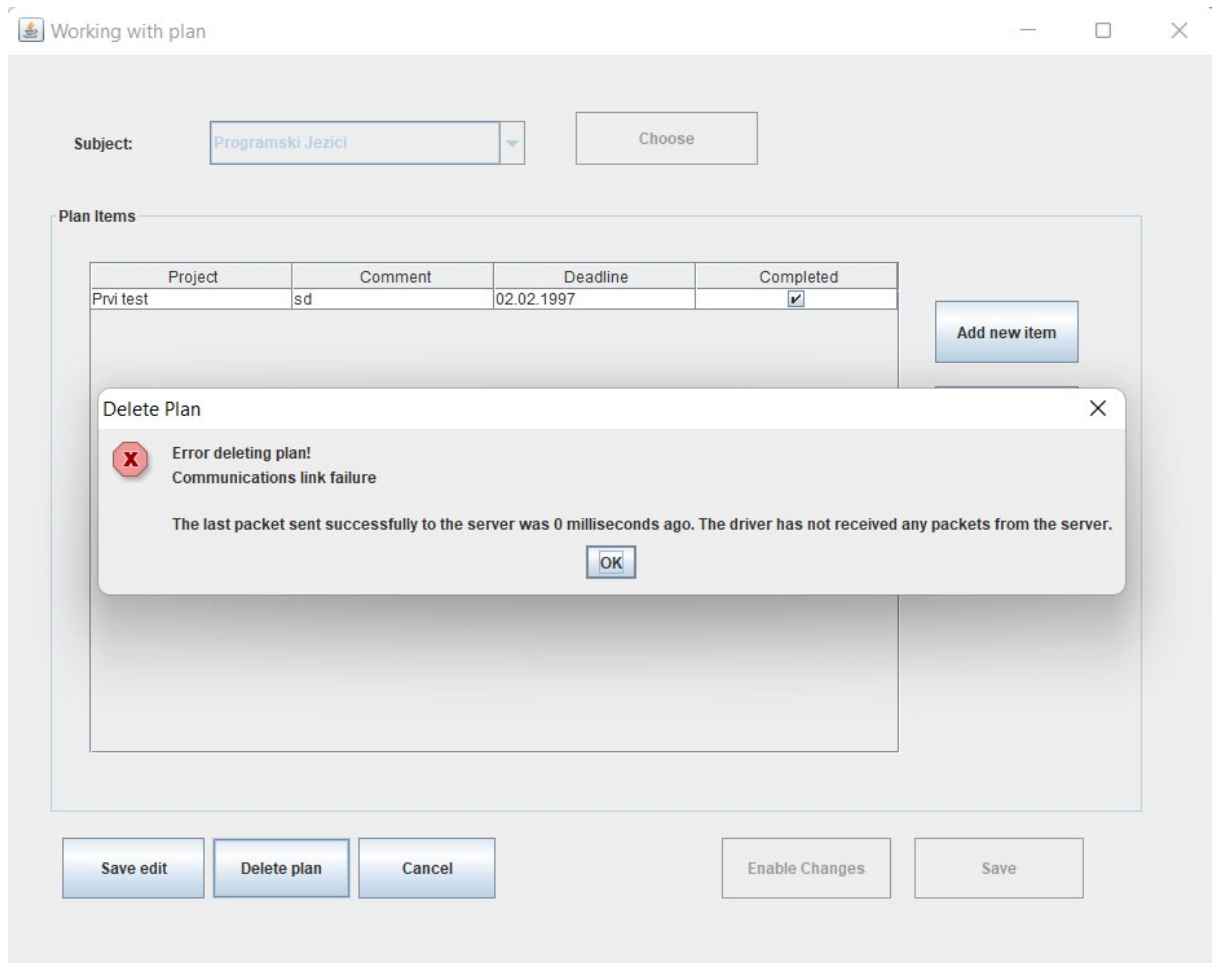 Working with plan
Subject:
Programski Jezici
Choose
Plan Items
Project Comment Deadline Completed
Prvi test sd 02.02.1997
Add new item
Delete Plan
Error deleting plan!
Communications link failure
The last packet sent successfully to the server was 0 milliseconds ago. The driver has not received any packets from the server.
OK
Save edit Delete plan Cancel Enable Changes Save